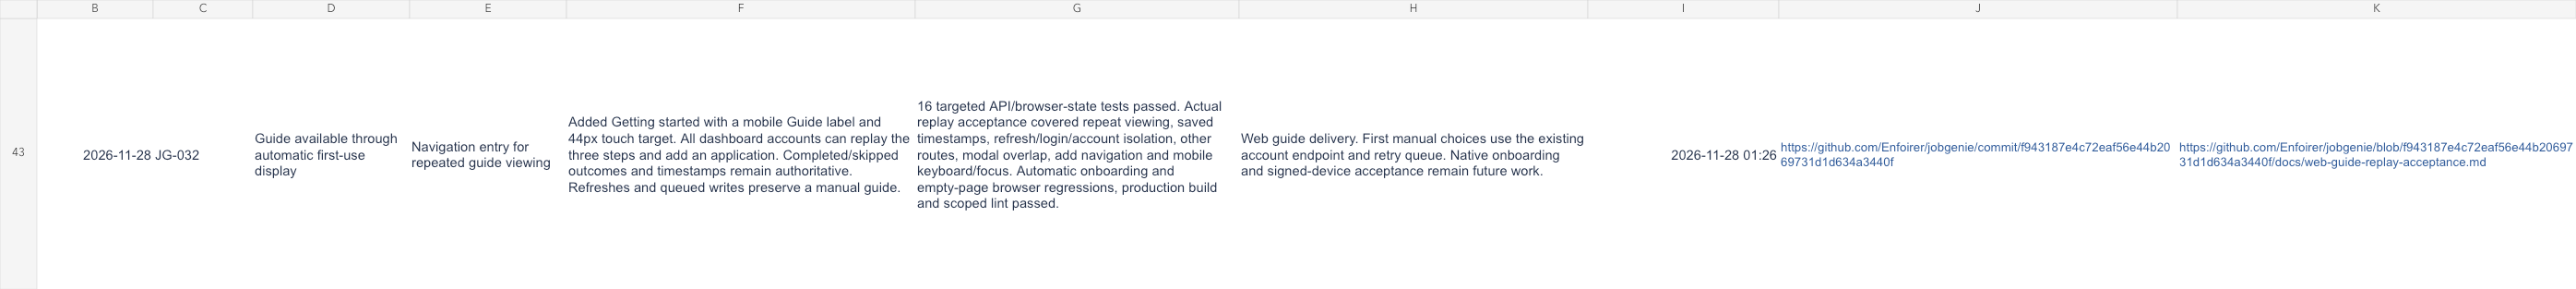 B C D E F G H I J K
43
2026-11-28
JG-032
Guide available through
automatic first-use
display
Navigation entry for
repeated guide viewing
Added Getting started with a mobile Guide label and
44px touch target. All dashboard accounts can replay the
three steps and add an application. Completed/skipped
outcomes and timestamps remain authoritative.
Refreshes and queued writes preserve a manual guide.
16 targeted API/browser-state tests passed. Actual
replay acceptance covered repeat viewing, saved
timestamps, refresh/login/account isolation, other
routes, modal overlap, add navigation and mobile
keyboard/focus. Automatic onboarding and
empty-page browser regressions, production build
and scoped lint passed.
Web guide delivery. First manual choices use the existing
account endpoint and retry queue. Native onboarding
and signed-device acceptance remain future work.
2026-11-28 01:26
https://github.com/Enfoirer/jobgenie/commit/f943187e4c72eaf56e44b20
69731d1d634a3440f
https://github.com/Enfoirer/jobgenie/blob/f943187e4c72eaf56e44b20697
31d1d634a3440f/docs/web-guide-replay-acceptance.md